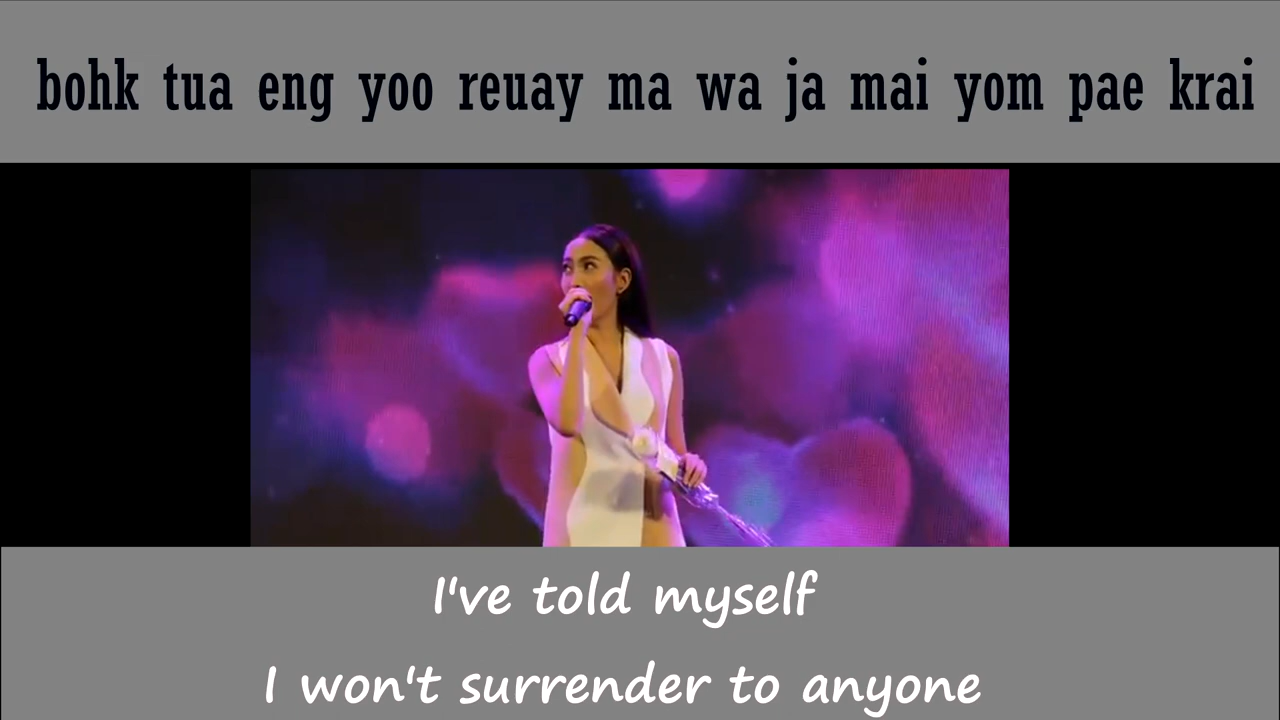 bohk tua eng yoo reuay ma wa ja mai yom pae krai
I've told myself
I won't surrender to anyone